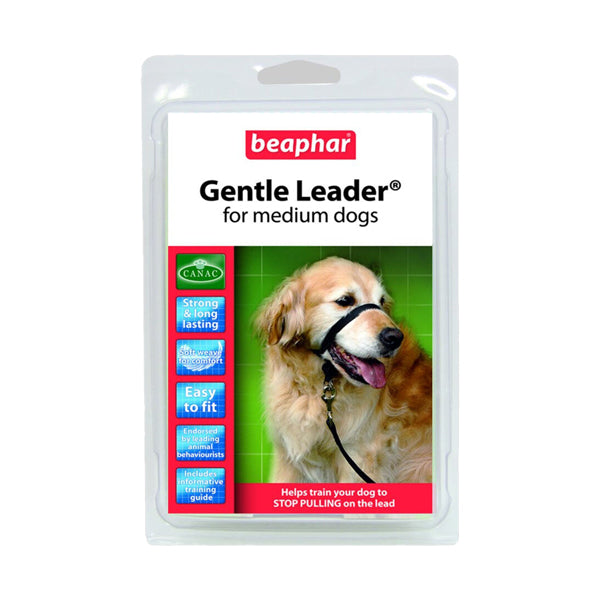 beaphar®
Gentle Leader®
for medium dogs
CANAC
Strong
& long
lasting
Soft weave
for comfort
Easy
to fit
Endorsed
by leading
animal
behaviourists
Includes
informative
training
guide
Helps train your dog to
STOP PULLING on the lead